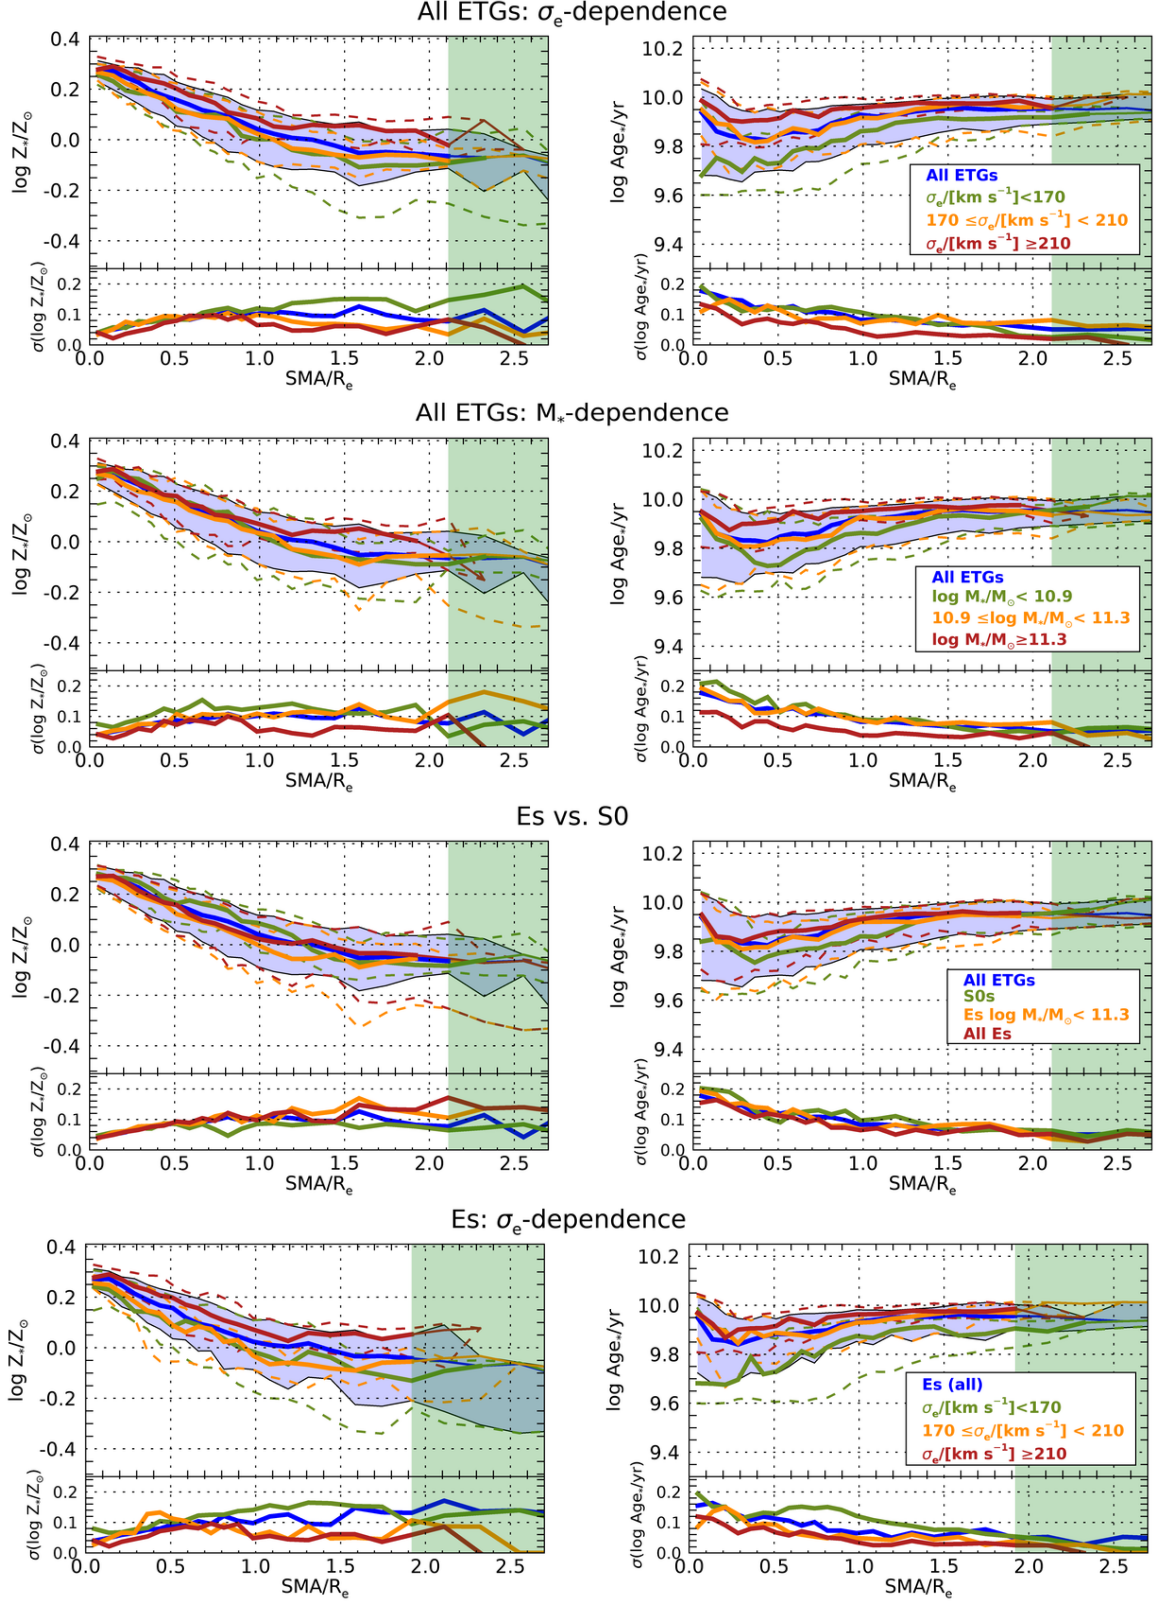 All ETGs: σe-dependence
0.4
0.2
0.0
-0.2
-0.4
log Z*/Z⊙
0.2
0.1
0.0
σ(log Z*/Z⊙)
0.0 0.5 1.0 1.5 2.0 2.5
SMA/Re
10.2
10.0
9.8
9.6
9.4
log Age*/yr
All ETGs
σe/[km s⁻¹]<170
170 ≤σe/[km s⁻¹] < 210
σe/[km s⁻¹] ≥210
0.2
0.1
0.0
σ(log Age*/yr)
0.0 0.5 1.0 1.5 2.0 2.5
SMA/Re
All ETGs: M*-dependence
0.4
0.2
0.0
-0.2
-0.4
log Z*/Z⊙
0.2
0.1
0.0
σ(log Z*/Z⊙)
0.0 0.5 1.0 1.5 2.0 2.5
SMA/Re
10.2
10.0
9.8
9.6
9.4
log Age*/yr
All ETGs
log M*/M⊙< 10.9
10.9 ≤log M*/M⊙< 11.3
log M*/M⊙≥11.3
0.2
0.1
0.0
σ(log Age*/yr)
0.0 0.5 1.0 1.5 2.0 2.5
SMA/Re
Es vs. S0
0.4
0.2
0.0
-0.2
-0.4
log Z*/Z⊙
0.2
0.1
0.0
σ(log Z*/Z⊙)
0.0 0.5 1.0 1.5 2.0 2.5
SMA/Re
10.2
10.0
9.8
9.6
9.4
log Age*/yr
All ETGs
S0s
Es log M*/M⊙< 11.3
All Es
0.2
0.1
0.0
σ(log Age*/yr)
0.0 0.5 1.0 1.5 2.0 2.5
SMA/Re
Es: σe-dependence
0.4
0.2
0.0
-0.2
-0.4
log Z*/Z⊙
0.2
0.1
0.0
σ(log Z*/Z⊙)
0.0 0.5 1.0 1.5 2.0 2.5
SMA/Re
10.2
10.0
9.8
9.6
9.4
log Age*/yr
Es (all)
σe/[km s⁻¹]<170
170 ≤σe/[km s⁻¹] < 210
σe/[km s⁻¹] ≥210
0.2
0.1
0.0
σ(log Age*/yr)
0.0 0.5 1.0 1.5 2.0 2.5
SMA/Re